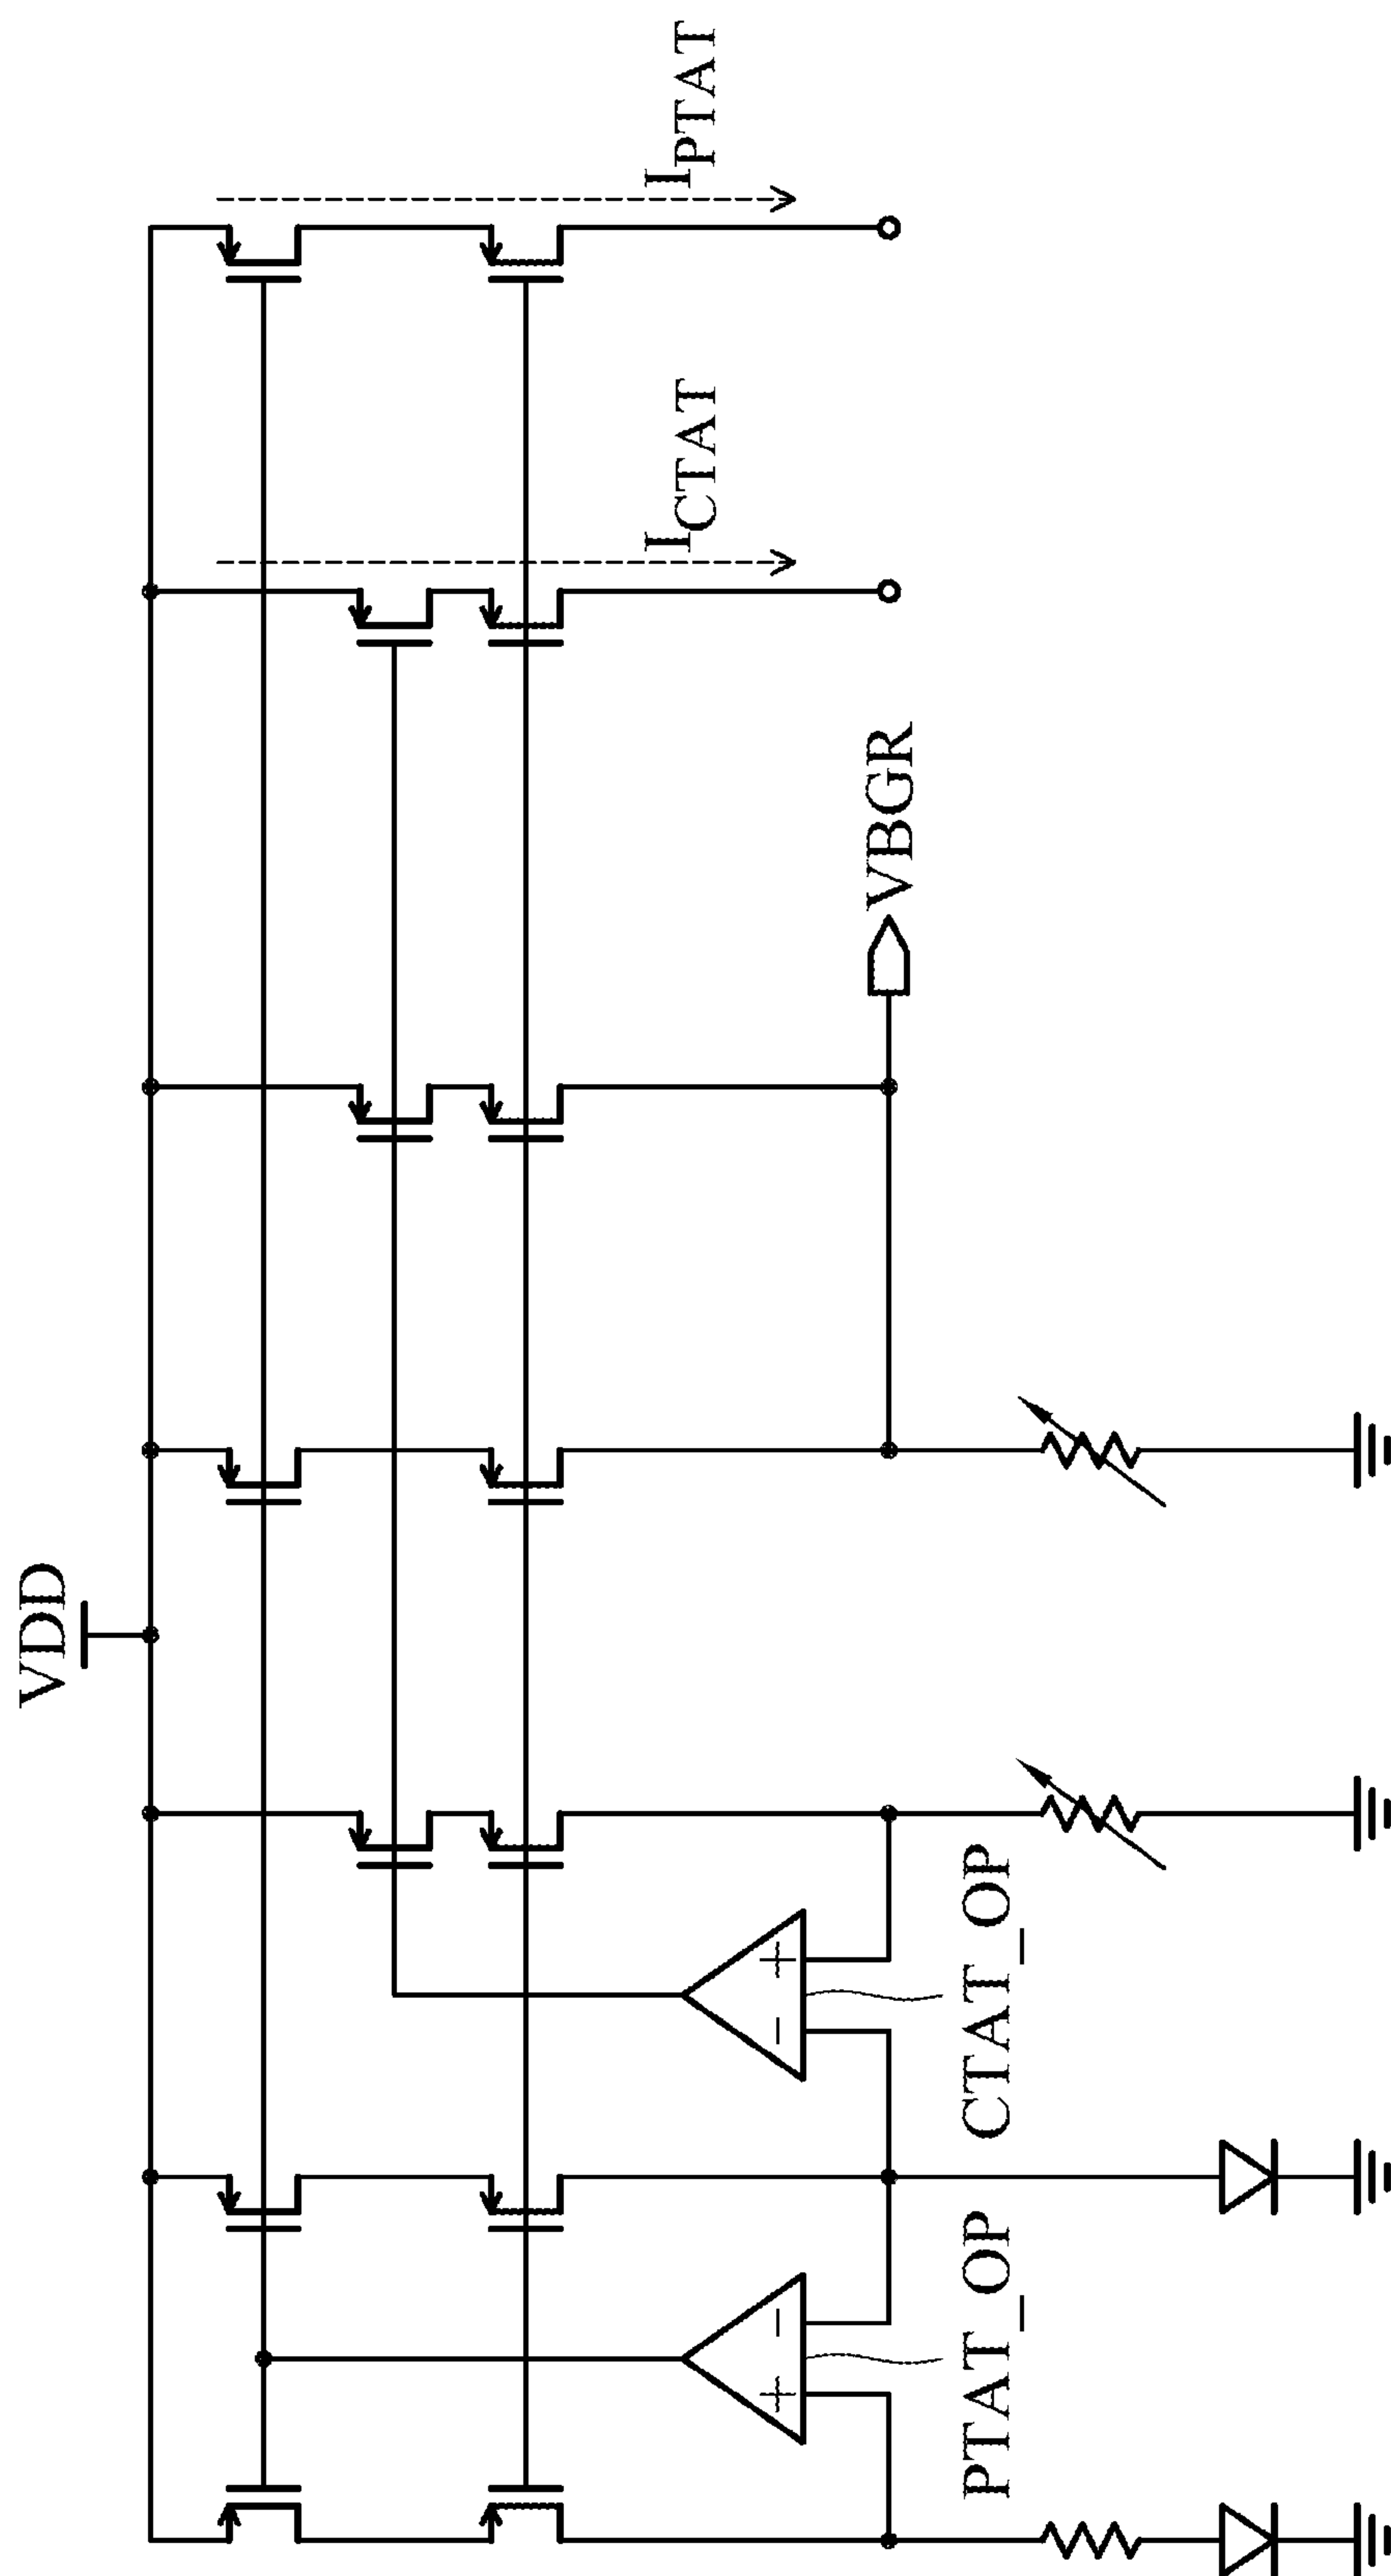 VDD
PTAT_OP
CTAT_OP
VBGR
ICTAT
IPTAT
+
−
−
+